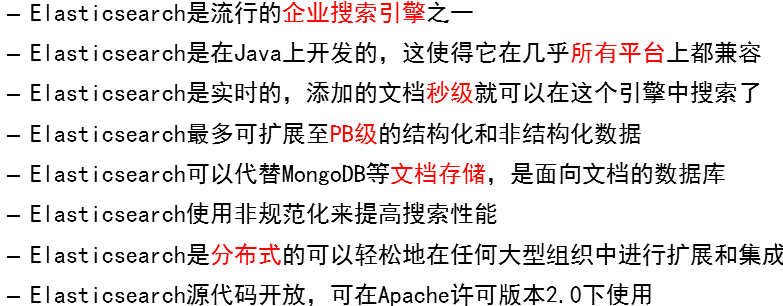 – Elasticsearch是流行的企业搜索引擎之一
– Elasticsearch是在Java上开发的，这使得它在几乎所有平台上都兼容
– Elasticsearch是实时的，添加的文档秒级就可以在这个引擎中搜索了
– Elasticsearch最多可扩展至PB级的结构化和非结构化数据
– Elasticsearch可以代替MongoDB等文档存储，是面向文档的数据库
– Elasticsearch使用非规范化来提高搜索性能
– Elasticsearch是分布式的可以轻松地在任何大型组织中进行扩展和集成
– Elasticsearch源代码开放，可在Apache许可版本2.0下使用